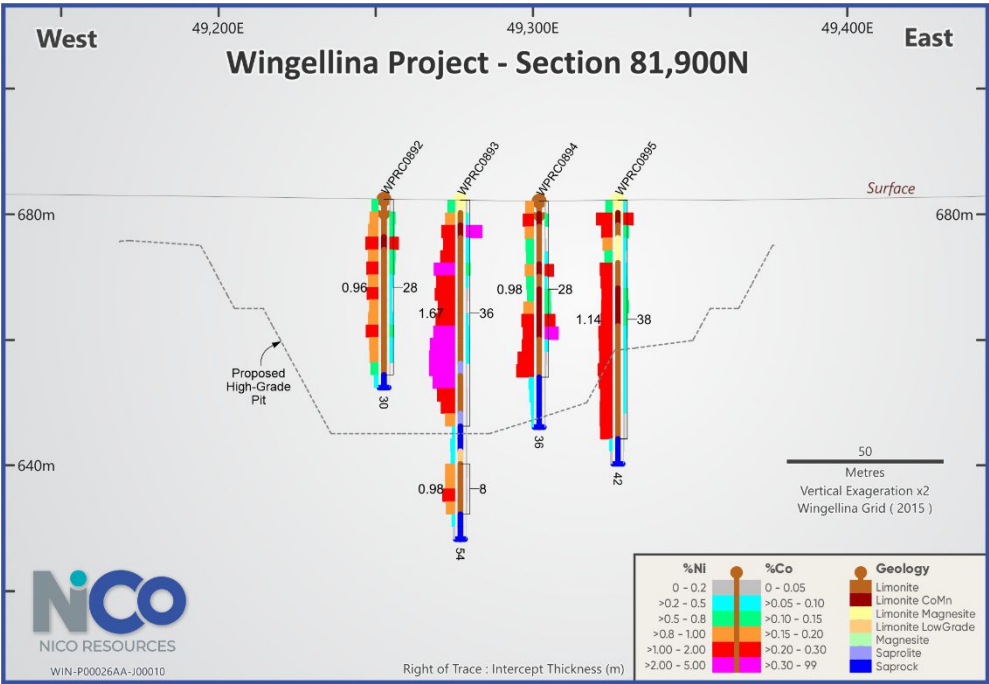 49,200E
49,300E
49,400E
West
East
Wingellina Project - Section 81,900N
WPRC0892
WPRC0893
WPRC0894
WPRC0895
Surface
680m
680m
0.96
28
1.67
36
0.98
28
1.14
38
Proposed
High-Grade
Pit
30
36
42
640m
0.98
8
54
50
Metres
Vertical Exageration x2
Wingellina Grid ( 2015 )
%Ni
%Co
Geology
0 - 0.2
0 - 0.05
Limonite
>0.2 - 0.5
>0.05 - 0.10
Limonite CoMn
>0.5 - 0.8
>0.10 - 0.15
Limonite Magnesite
>0.8 - 1.00
>0.15 - 0.20
Limonite LowGrade
>1.00 - 2.00
>0.20 - 0.30
Magnesite
>2.00 - 5.00
>0.30 - 99
Saprolite
Saprock
NiCo
NICO RESOURCES
WIN-P00026AA-J00010
Right of Trace : Intercept Thickness (m)